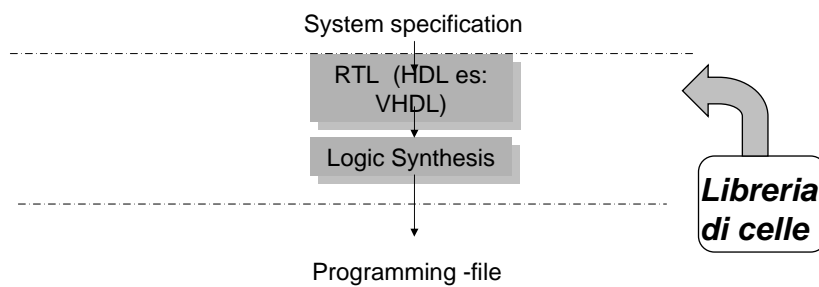 System specification
RTL (HDL es:
VHDL)
Logic Synthesis
Libreria
di celle
Programming -file